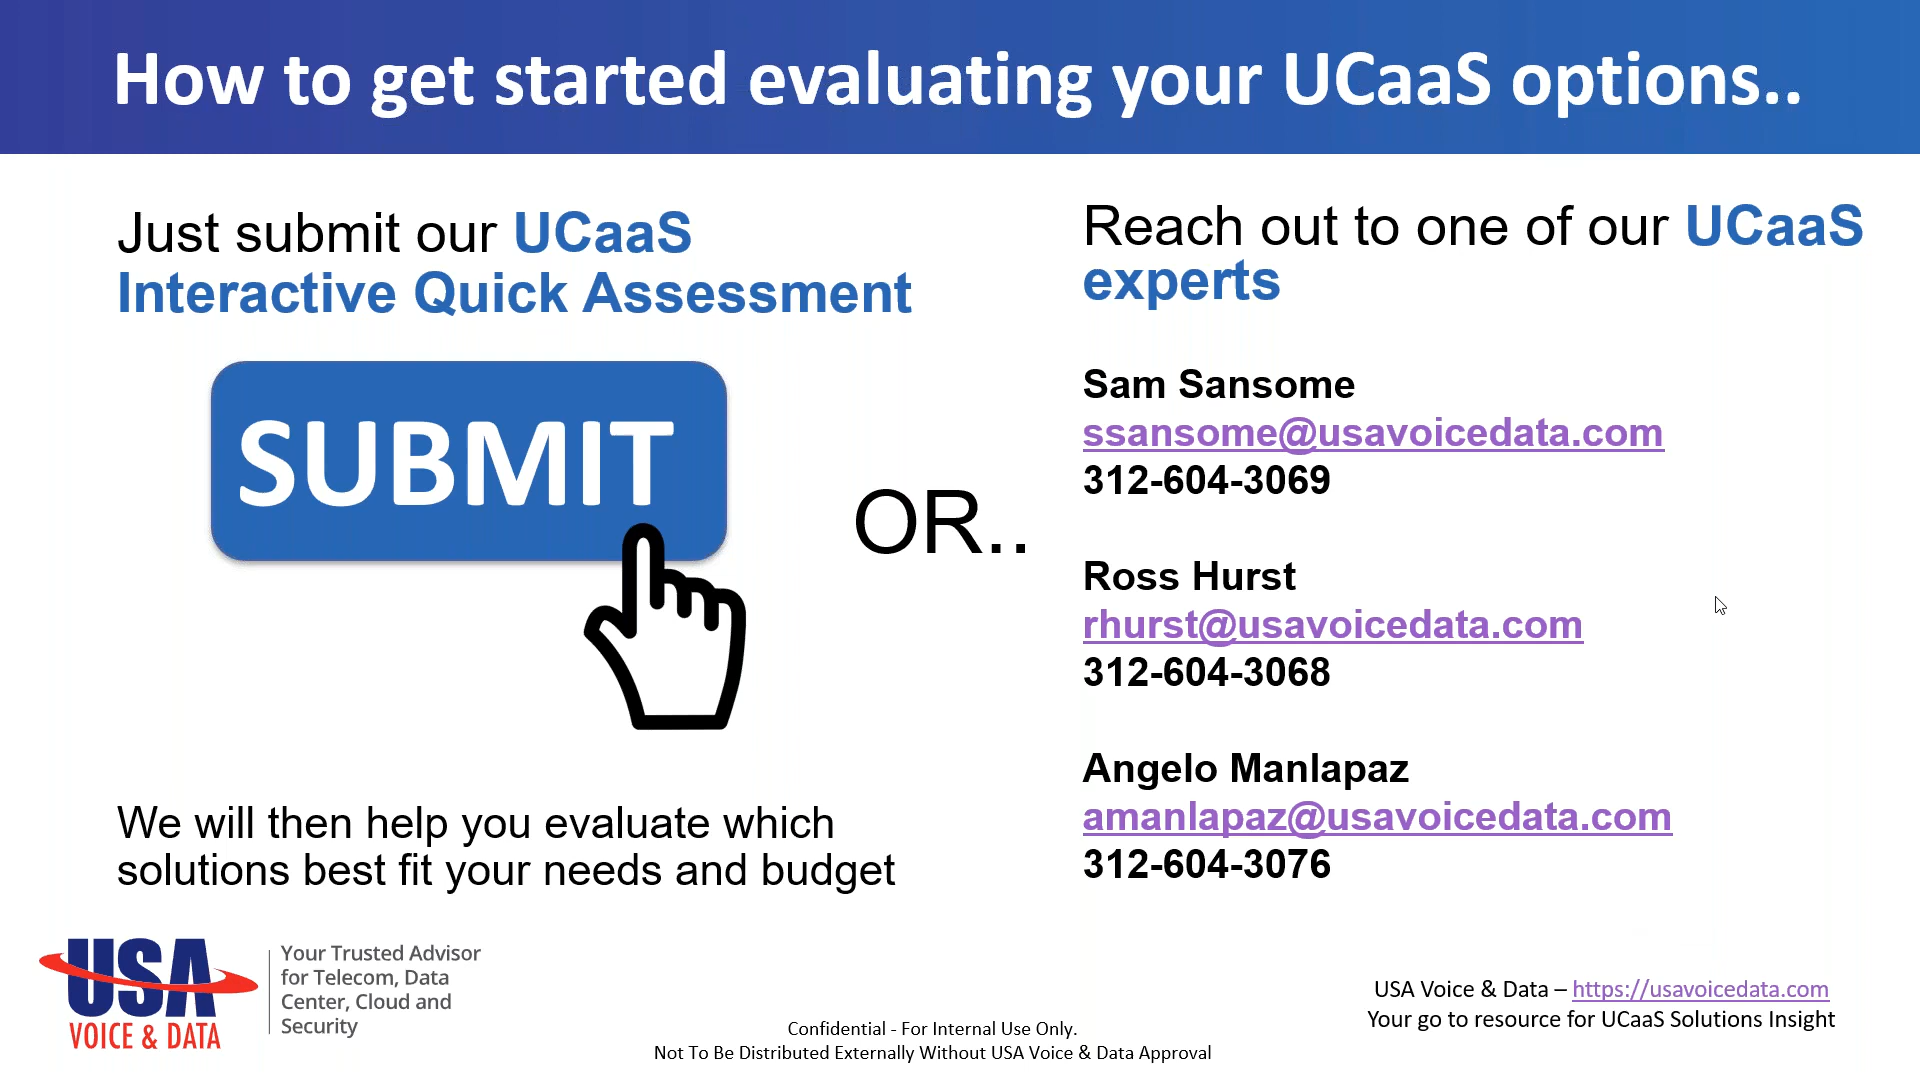 How to get started evaluating your UCaaS options..
Just submit our UCaaS
Interactive Quick Assessment
SUBMIT
We will then help you evaluate which
solutions best fit your needs and budget
OR..
Reach out to one of our UCaaS
experts
Sam Sansome
ssansome@usavoicedata.com
312-604-3069
Ross Hurst
rhurst@usavoicedata.com
312-604-3068
Angelo Manlapaz
amanlapaz@usavoicedata.com
312-604-3076
USA
VOICE & DATA
Your Trusted Advisor
for Telecom, Data
Center, Cloud and
Security
Confidential - For Internal Use Only.
Not To Be Distributed Externally Without USA Voice & Data Approval
USA Voice & Data – https://usavoicedata.com
Your go to resource for UCaaS Solutions Insight